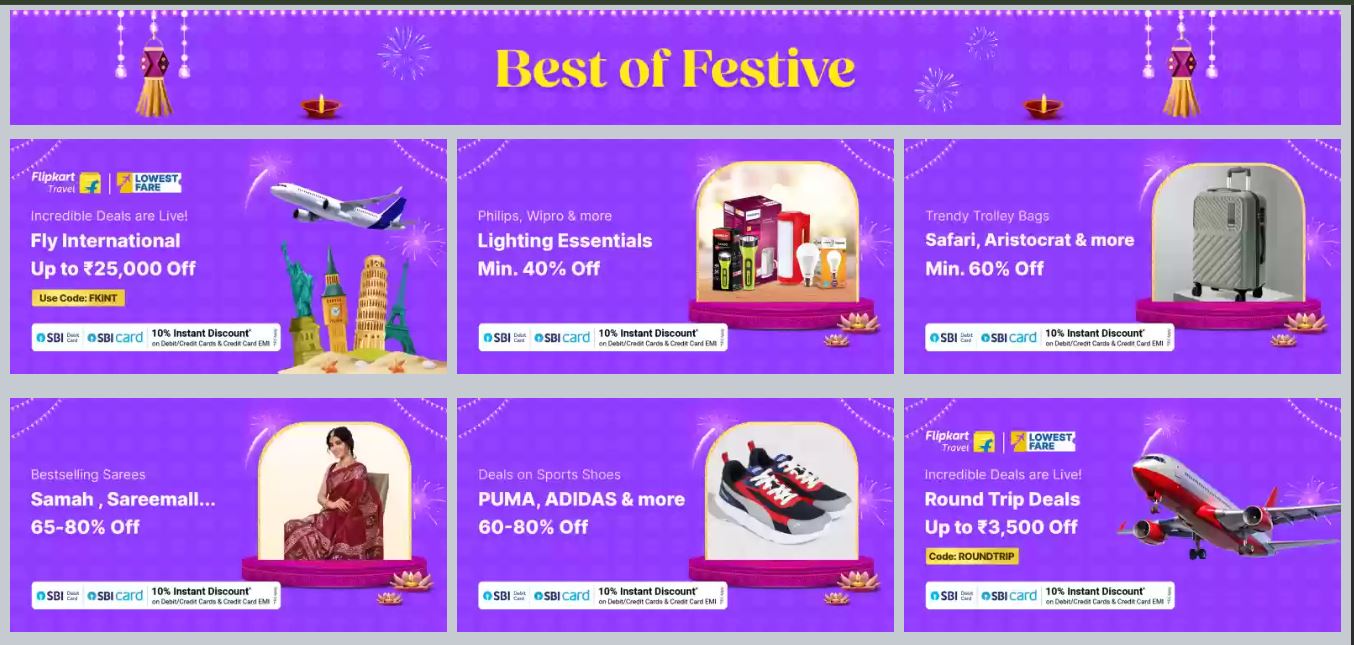 Best of Festive
Flipkart
Travel
LOWEST
FARE
Incredible Deals are Live!
Fly International
Up to ₹25,000 Off
Use Code: FKINT
SBI Debit Card SBI card 10% Instant Discount*
on Debit/Credit Cards & Credit Card EMI
Philips, Wipro & more
Lighting Essentials
Min. 40% Off
SBI Debit Card SBI card 10% Instant Discount*
on Debit/Credit Cards & Credit Card EMI
Trendy Trolley Bags
Safari, Aristocrat & more
Min. 60% Off
SBI Debit Card SBI card 10% Instant Discount*
on Debit/Credit Cards & Credit Card EMI
Bestselling Sarees
Samah , Sareemall...
65-80% Off
SBI Debit Card SBI card 10% Instant Discount*
on Debit/Credit Cards & Credit Card EMI
Deals on Sports Shoes
PUMA, ADIDAS & more
60-80% Off
SBI Debit Card SBI card 10% Instant Discount*
on Debit/Credit Cards & Credit Card EMI
Flipkart
Travel
LOWEST
FARE
Incredible Deals are Live!
Round Trip Deals
Up to ₹3,500 Off
Code: ROUNDTRIP
SBI Debit Card SBI card 10% Instant Discount*
on Debit/Credit Cards & Credit Card EMI